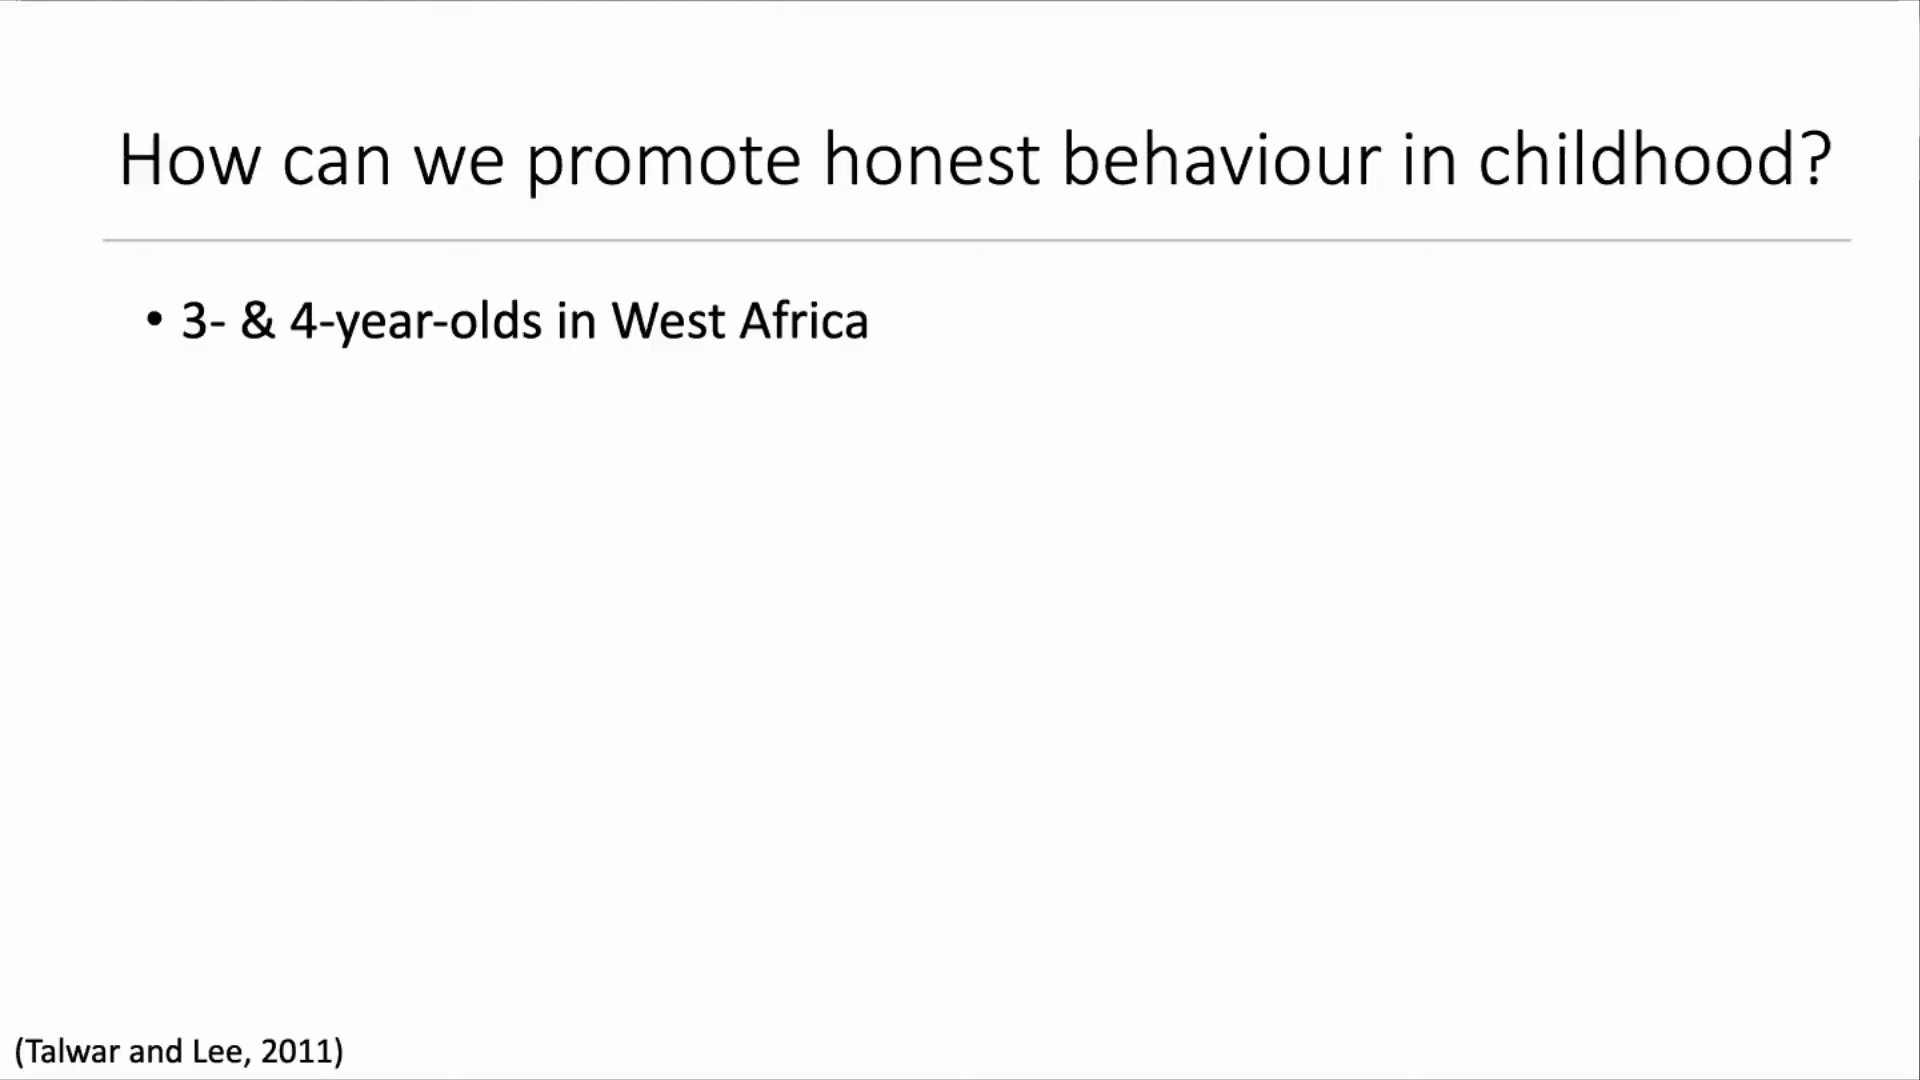 How can we promote honest behaviour in childhood?
• 3- & 4-year-olds in West Africa
(Talwar and Lee, 2011)